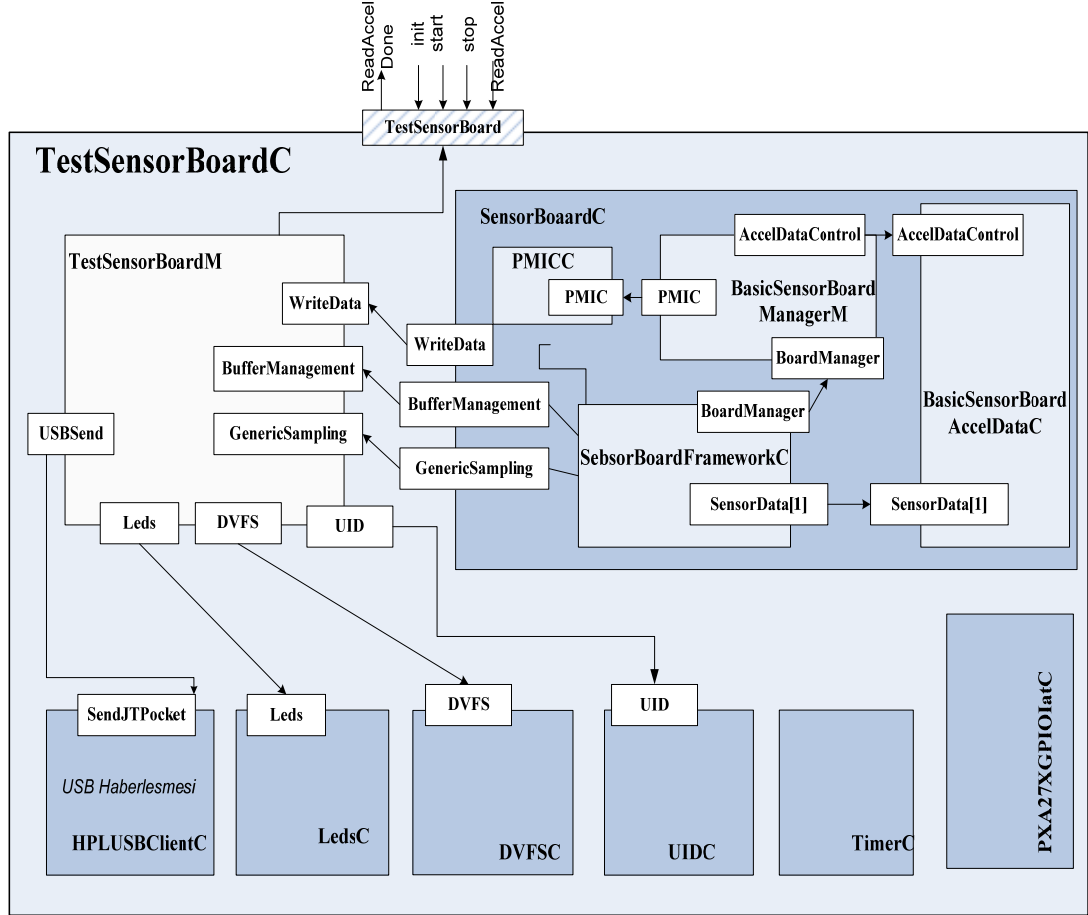 ReadAccel
Done
init
start
stop
ReadAccel
TestSensorBoard
TestSensorBoardC
SensorBoaardC
AccelDataControl
AccelDataControl
TestSensorBoardM
PMICC
PMIC
PMIC
BasicSensorBoard
ManagerM
WriteData
WriteData
BoardManager
BufferManagement
BufferManagement
BoardManager
BasicSensorBoard
AccelDataC
USBSend
GenericSampling
GenericSampling
SebsorBoardFrameworkC
SensorData[1]
SensorData[1]
Leds
DVFS
UID
SendJTPocket
Leds
DVFS
UID
USB Haberlesmesi
HPLUSBClientC
LedsC
DVFSC
UIDC
TimerC
PXA27XGPIOIatC